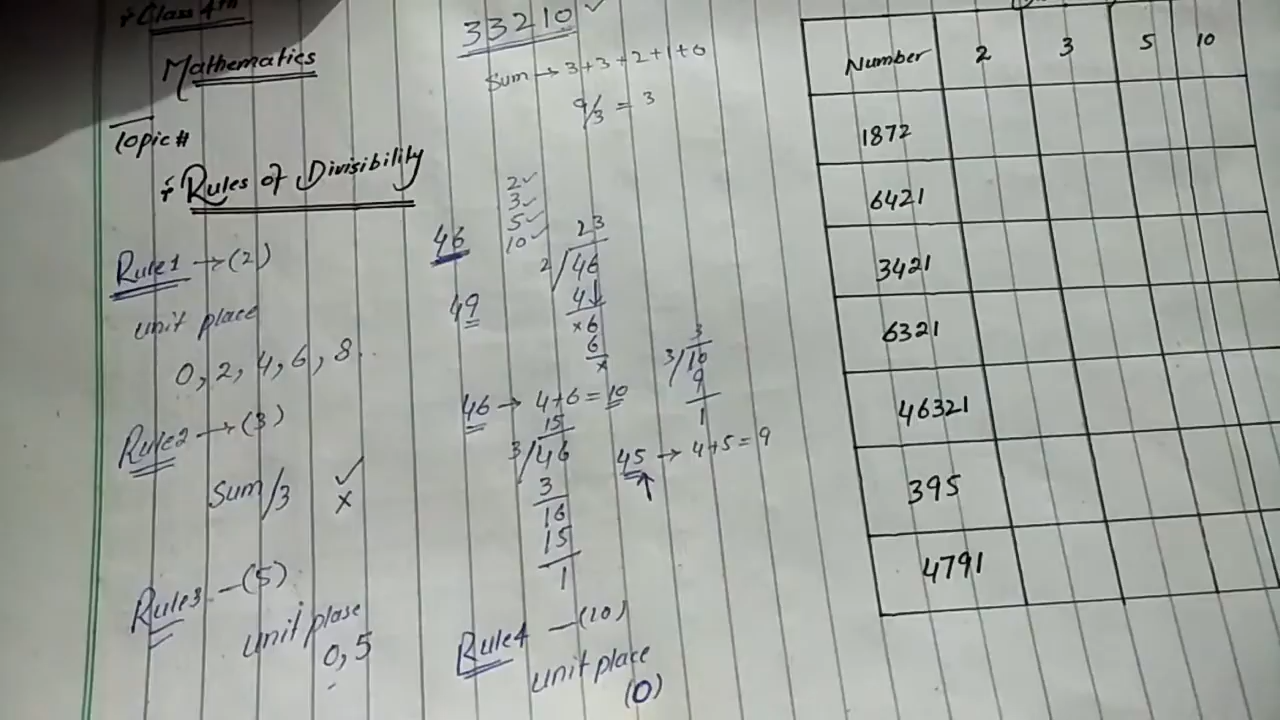 Class 4th
Mathematics
Topic#
Rules of Divisibility
Rule1 → (2)
unit place
0, 2, 4, 6, 8
Rule2 → (3)
Sum/3 ✓
x
Rule3 - (5)
unit plase
0, 5
33210 ✓
Sum → 3+3+2+1+0
9/3 = 3
2✓
3✓
5✓
10✓
46
49
23
2/46
4↓
x6
6
x
46 → 4+6 = 10
3
3/10
9
1
15
3/46
3
16
15
1
45 → 4+5=9
↑
Rule4 - (10)
unit place
(0)
Number 2 3 5 10
1872
6421
3421
6321
46321
395
4791